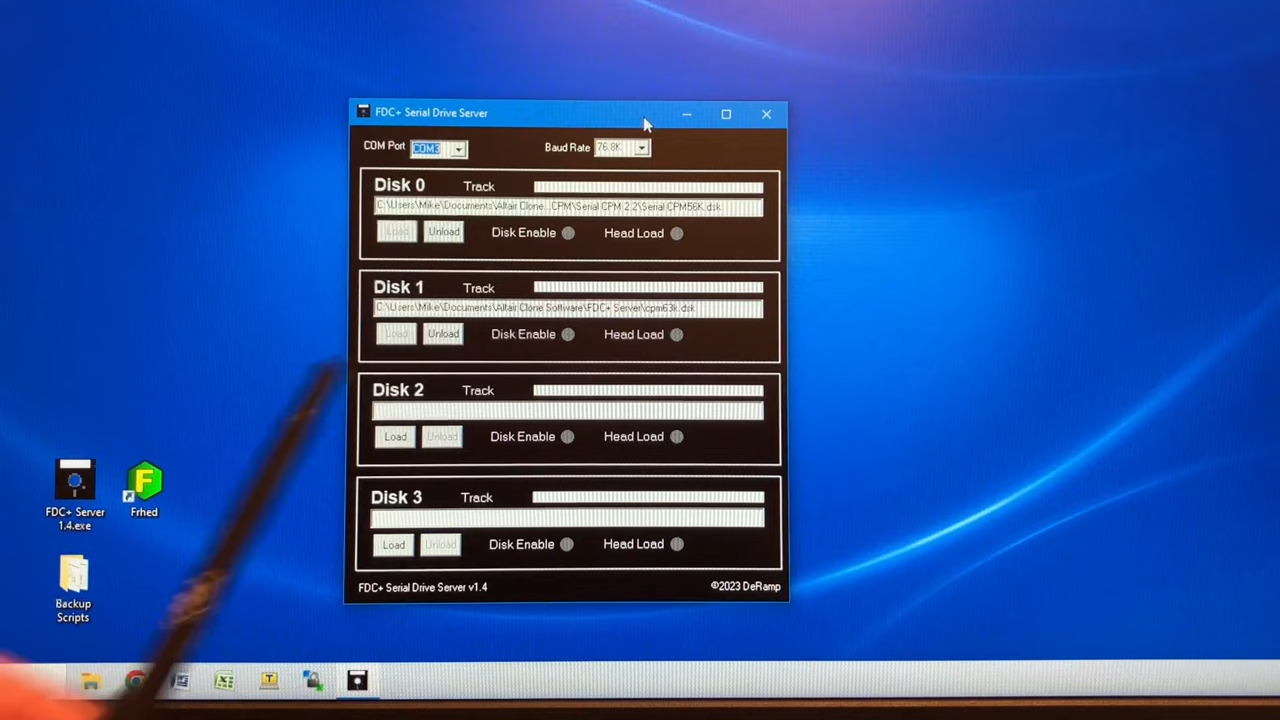 FDC+ Serial Drive Server
COM Port COM3 Baud Rate 76.8K
Disk 0 Track
C:\Users\Mike\Documents\Altair Clone...CPM\Serial CPM 2.2\Serial CPM56K.dsk
Load Unload Disk Enable Head Load
Disk 1 Track
C:\Users\Mike\Documents\Altair Clone Software\FDC+ Server\cpm63k.dsk
Load Unload Disk Enable Head Load
Disk 2 Track
Load Unload Disk Enable Head Load
Disk 3 Track
Load Unload Disk Enable Head Load
FDC+ Serial Drive Server v1.4 ©2023 DeRamp
FDC+ Server
1.4.exe
F
Frhed
Backup
Scripts
T